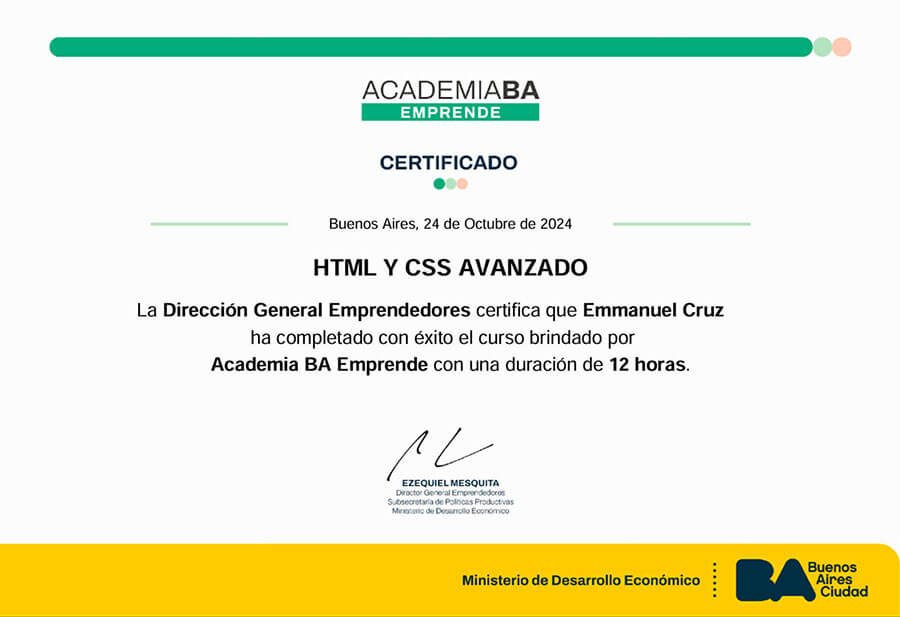 ACADEMIABA
EMPRENDE
CERTIFICADO
Buenos Aires, 24 de Octubre de 2024
HTML Y CSS AVANZADO
La Dirección General Emprendedores certifica que Emmanuel Cruz
ha completado con éxito el curso brindado por
Academia BA Emprende con una duración de 12 horas.
EZEQUIEL MESQUITA
Director General Emprendedores
Subsecretaría de Políticas Productivas
Ministerio de Desarrollo Económico
Ministerio de Desarrollo Económico
BA
Buenos
Aires
Ciudad